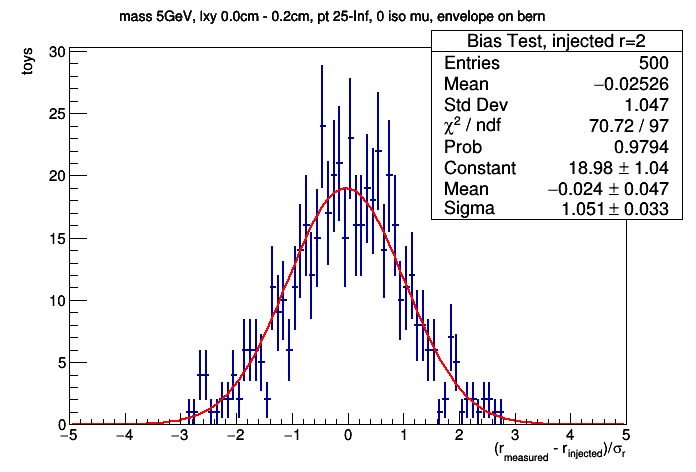 mass 5GeV, lxy 0.0cm - 0.2cm, pt 25-Inf, 0 iso mu, envelope on bern
Bias Test, injected r=2
Entries 500
Mean −0.02526
Std Dev 1.047
χ² / ndf 70.72 / 97
Prob 0.9794
Constant 18.98 ± 1.04
Mean −0.024 ± 0.047
Sigma 1.051 ± 0.033
toys
30
25
20
15
10
5
0
−5 −4 −3 −2 −1 0 1 2 3 4 5
(r_measured - r_injected)/σ_r